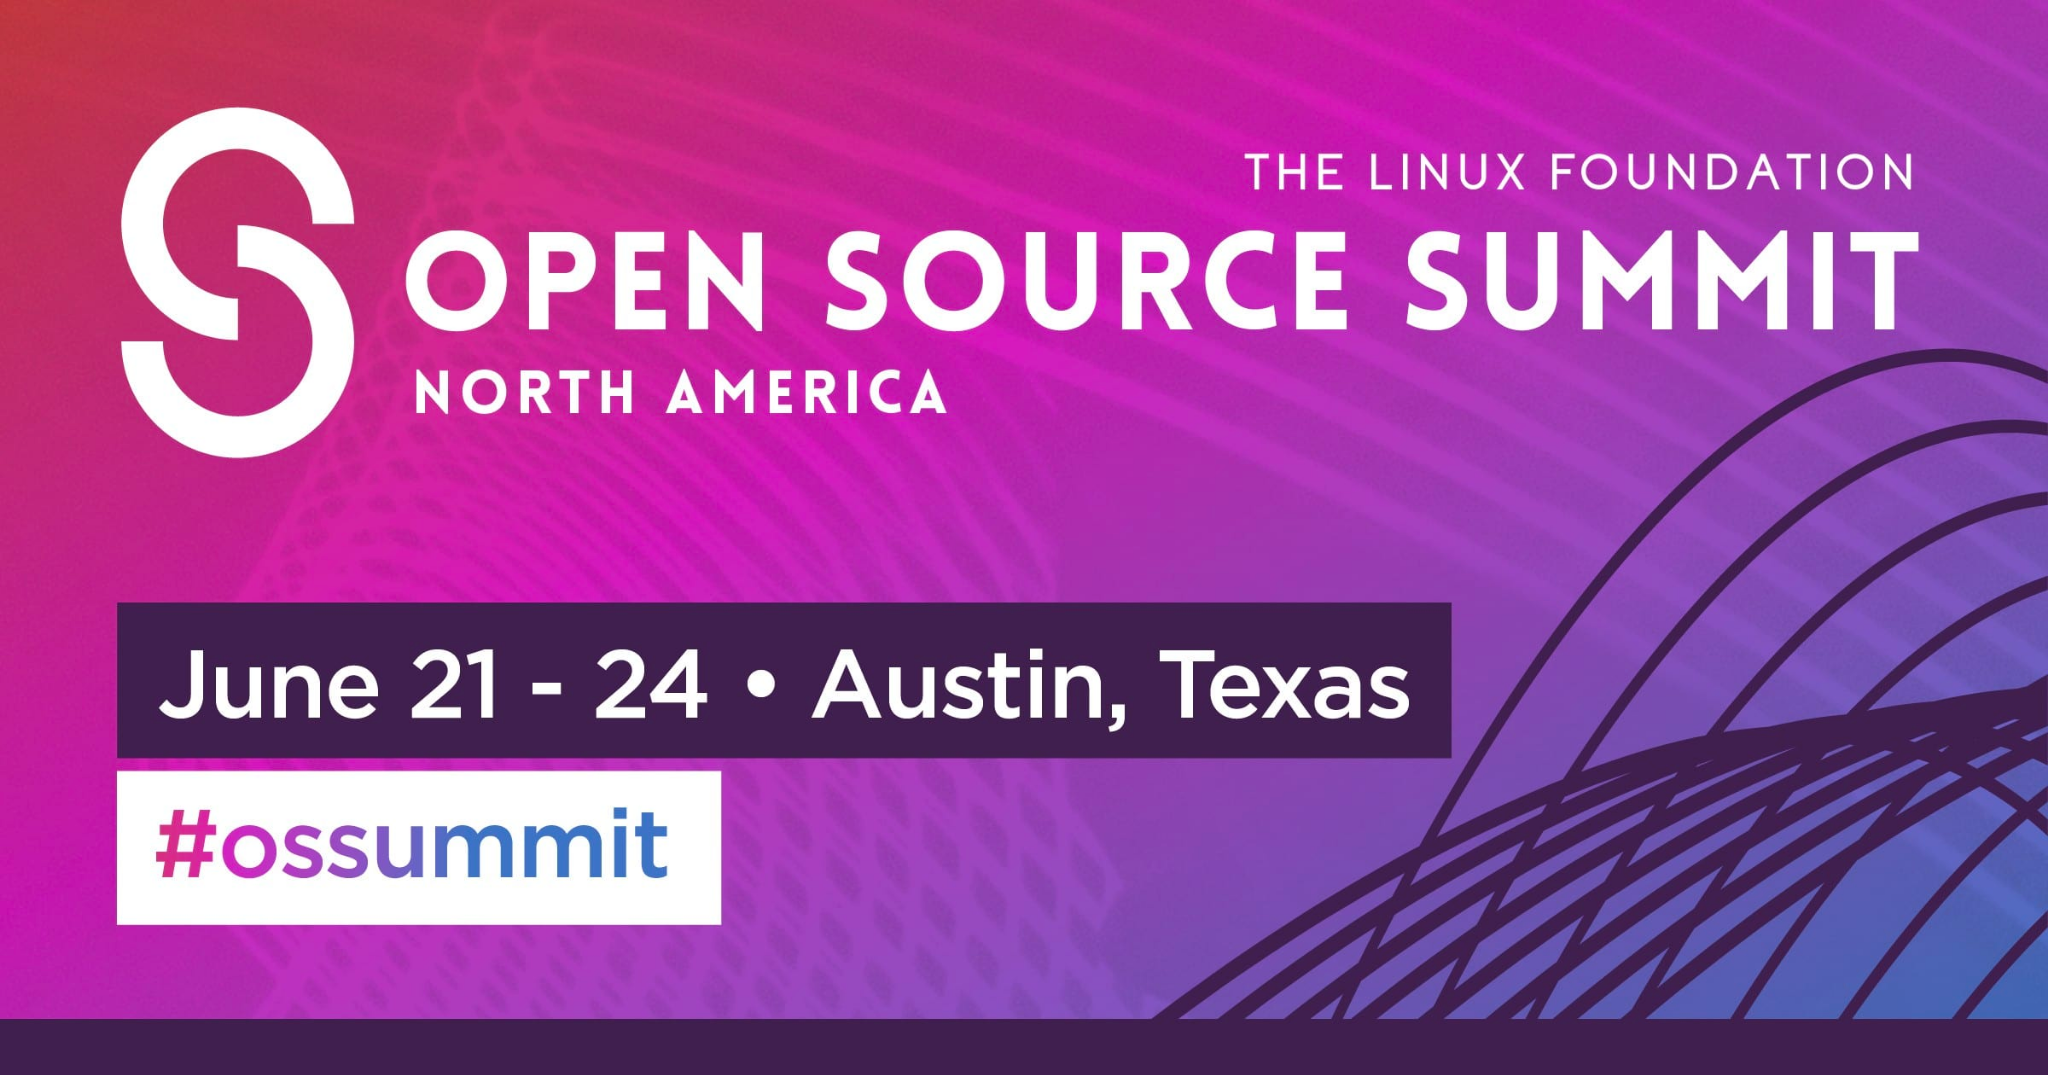 THE LINUX FOUNDATION
OPEN SOURCE SUMMIT
NORTH AMERICA
June 21 - 24 • Austin, Texas
#ossummit